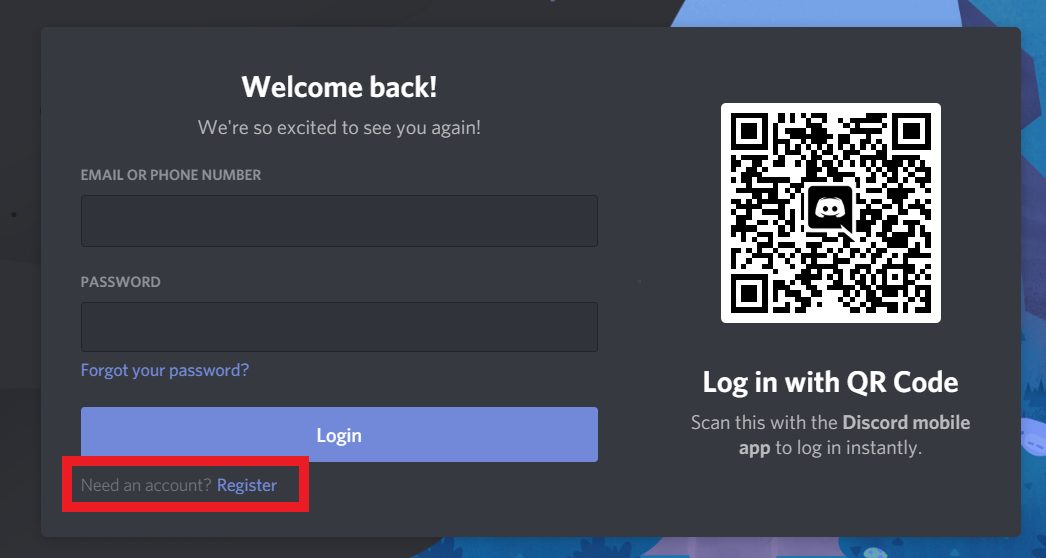 Welcome back!
We're so excited to see you again!
EMAIL OR PHONE NUMBER
PASSWORD
Forgot your password?
Login
Need an account? Register
Log in with QR Code
Scan this with the Discord mobile
app to log in instantly.